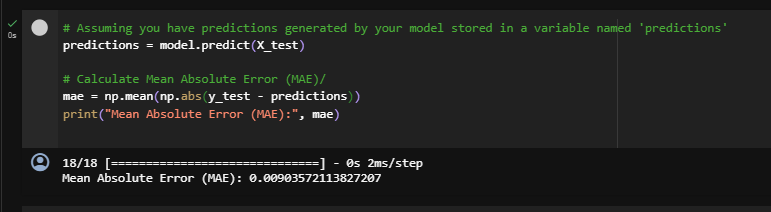 # Assuming you have predictions generated by your model stored in a variable named 'predictions'
0s
predictions = model.predict(X_test)
# Calculate Mean Absolute Error (MAE)/
mae = np.mean(np.abs(y_test - predictions))
print("Mean Absolute Error (MAE):", mae)
18/18 [==============================] - 0s 2ms/step
Mean Absolute Error (MAE): 0.00903572113827207